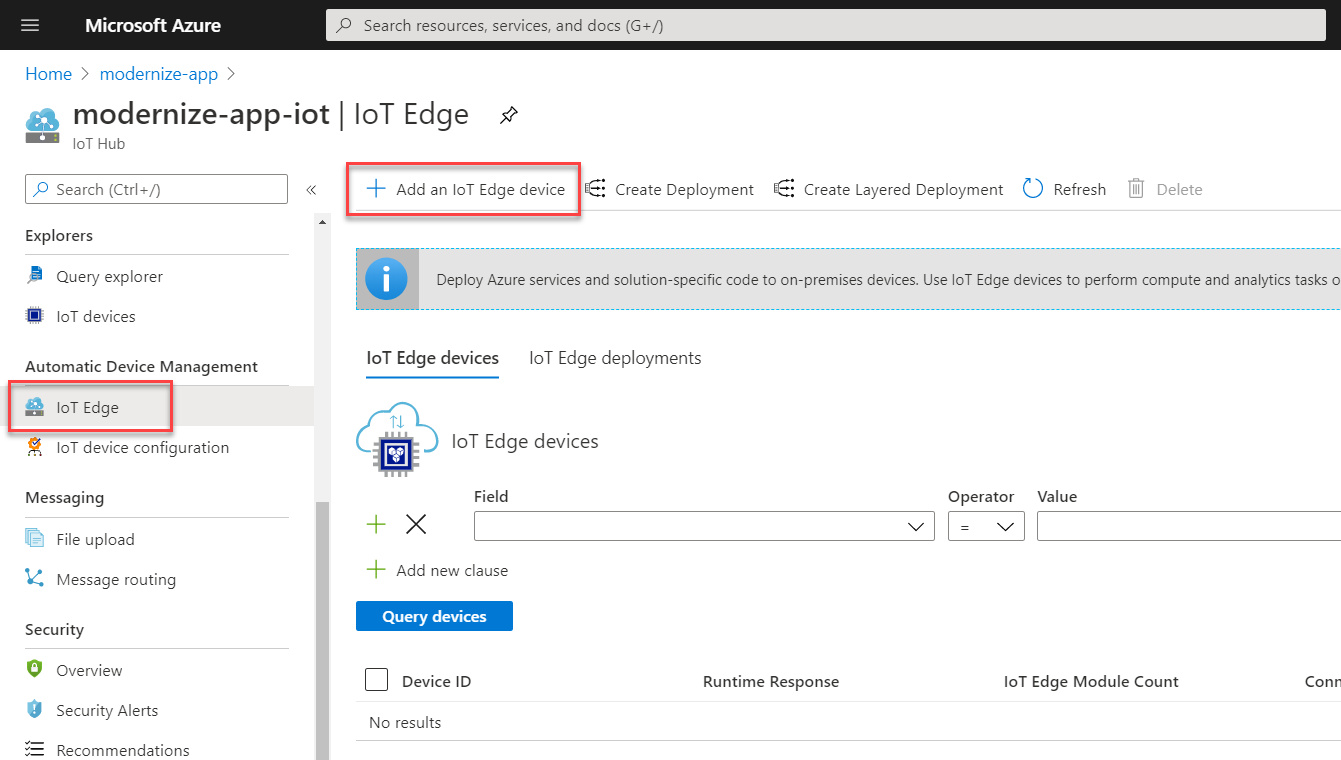 Microsoft Azure
Search resources, services, and docs (G+/)
Home > modernize-app >
modernize-app-iot | IoT Edge
IoT Hub
Search (Ctrl+/)
«
Explorers
Query explorer
IoT devices
Automatic Device Management
IoT Edge
IoT device configuration
Messaging
File upload
Message routing
Security
Overview
Security Alerts
Recommendations
+ Add an IoT Edge device
Create Deployment
Create Layered Deployment
Refresh
Delete
Deploy Azure services and solution-specific code to on-premises devices. Use IoT Edge devices to perform compute and analytics tasks o
IoT Edge devices
IoT Edge deployments
IoT Edge devices
Field
Operator
Value
=
+ Add new clause
Query devices
Device ID
Runtime Response
IoT Edge Module Count
Conn
No results